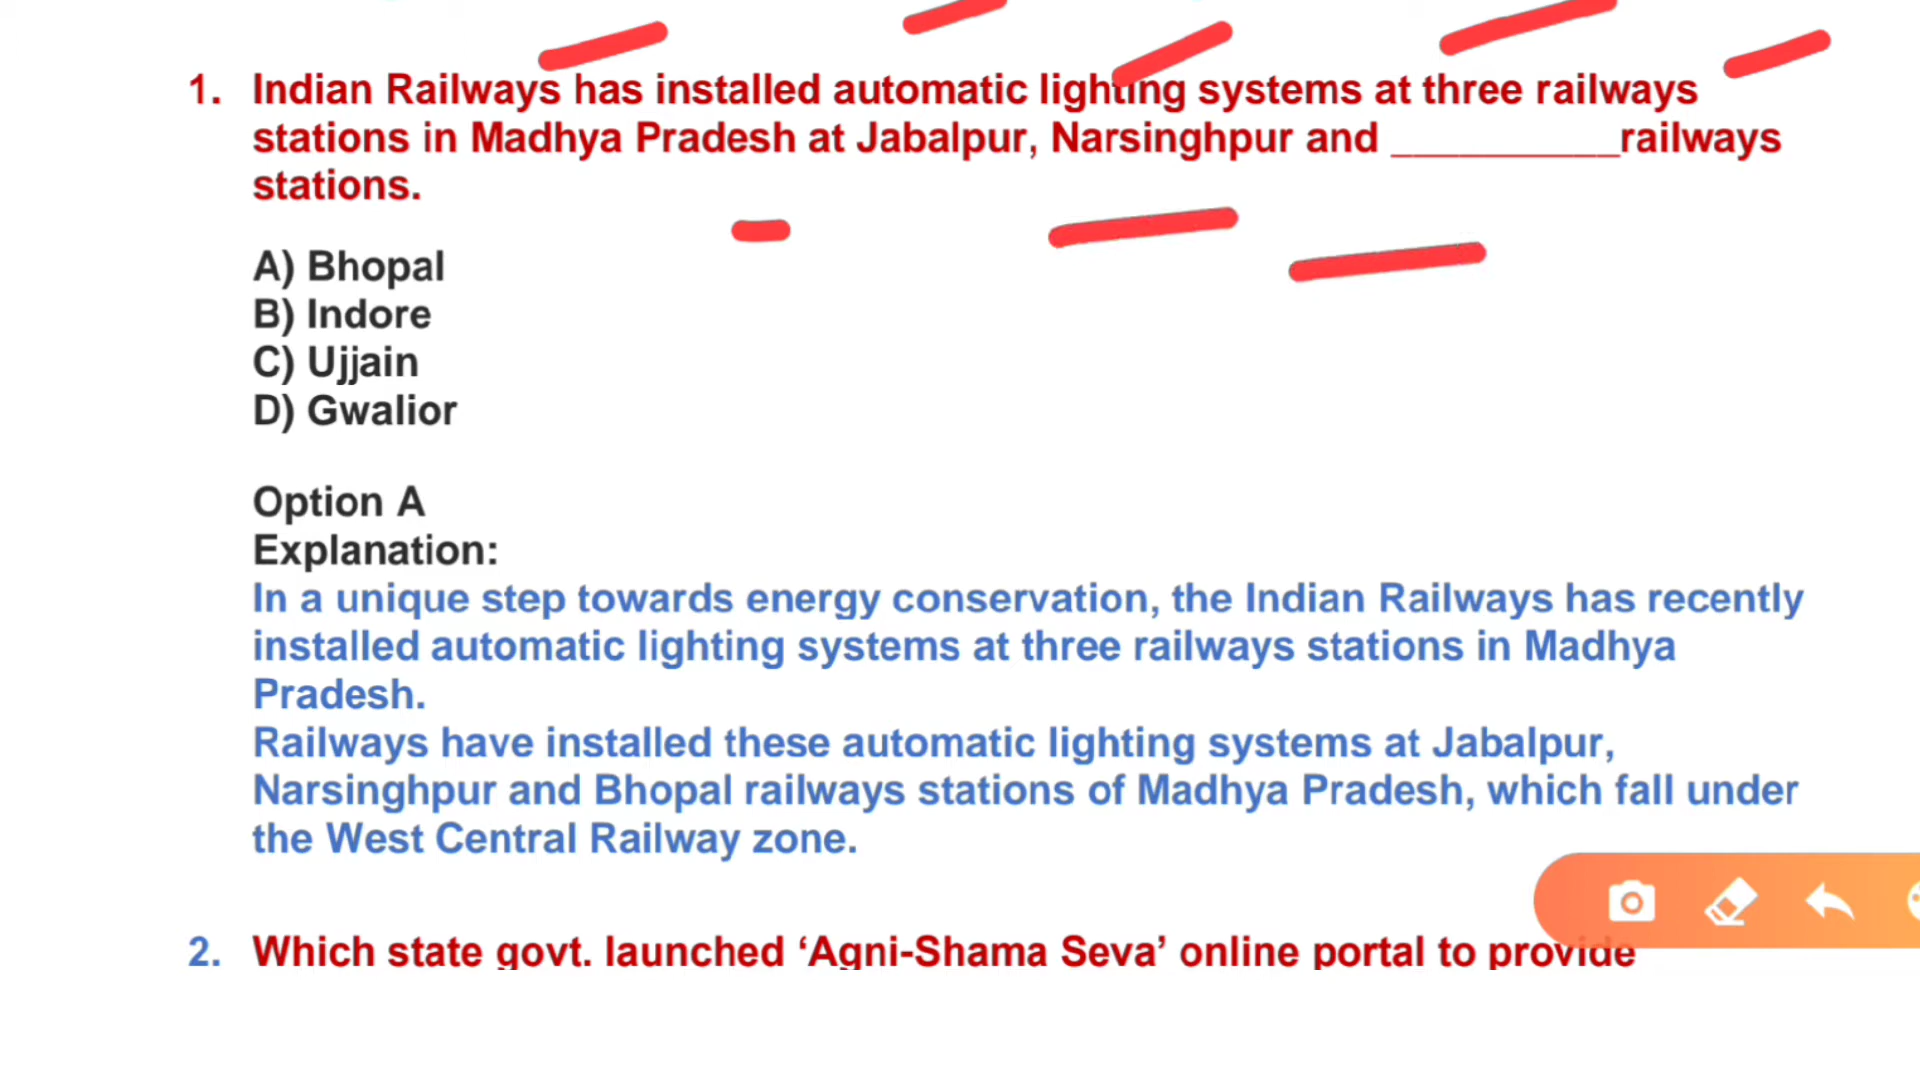 1. Indian Railways has installed automatic lighting systems at three railways
stations in Madhya Pradesh at Jabalpur, Narsinghpur and __________railways
stations.
A) Bhopal
B) Indore
C) Ujjain
D) Gwalior
Option A
Explanation:
In a unique step towards energy conservation, the Indian Railways has recently
installed automatic lighting systems at three railways stations in Madhya
Pradesh.
Railways have installed these automatic lighting systems at Jabalpur,
Narsinghpur and Bhopal railways stations of Madhya Pradesh, which fall under
the West Central Railway zone.
2. Which state govt. launched ‘Agni-Shama Seva’ online portal to provide